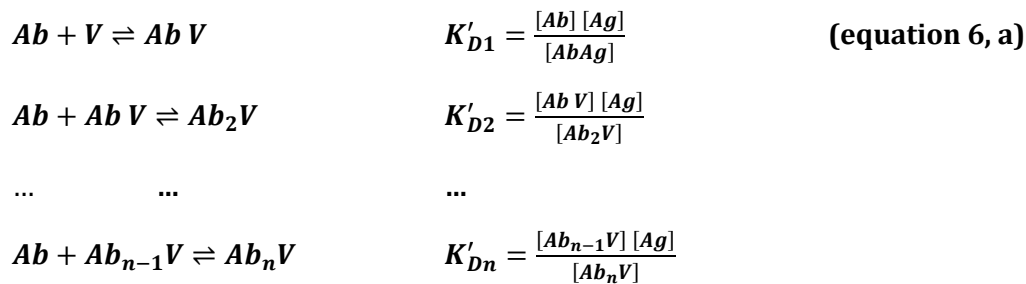 Ab + V ⇌ Ab V K′D1 = [Ab] [Ag] / [AbAg] (equation 6, a)
Ab + Ab V ⇌ Ab₂V K′D2 = [Ab V] [Ag] / [Ab₂V]
... ... ...
Ab + Abₙ₋₁V ⇌ AbₙV K′Dn = [Abₙ₋₁V] [Ag] / [AbₙV]